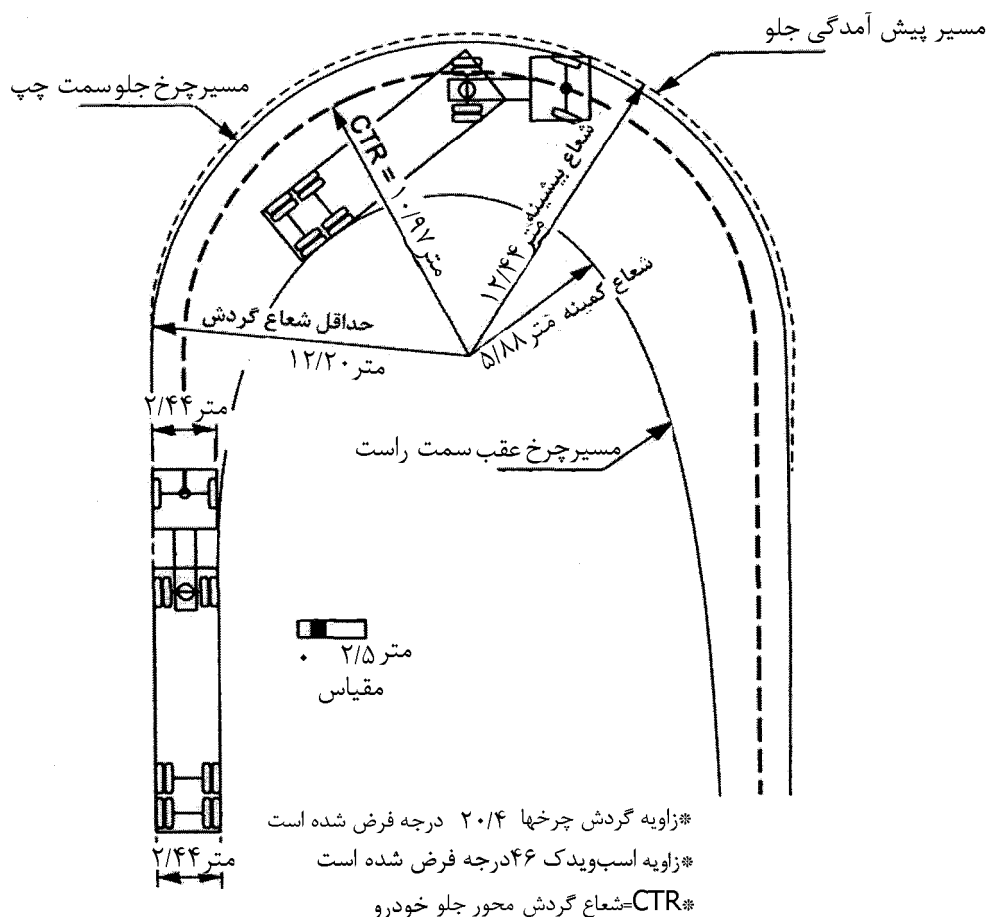 مسیر پیش آمدگی جلو
مسیرچرخ جلو سمت چپ
CTR = ۱۰/۹۷ متر
شعاع بیشینه
۱۲/۴۴ متر
شعاع کمینه ۵/۸۸ متر
حداقل شعاع گردش
۱۲/۲۰ متر
۲/۴۴ متر
مسیرچرخ عقب سمت راست
۰ ۲/۵ متر
مقیاس
*زاویه گردش چرخها ۲۰/۴ درجه فرض شده است
۲/۴۴ متر
*زاویه اسب‌ویدک ۴۶درجه فرض شده است
*CTR=شعاع گردش محور جلو خودرو